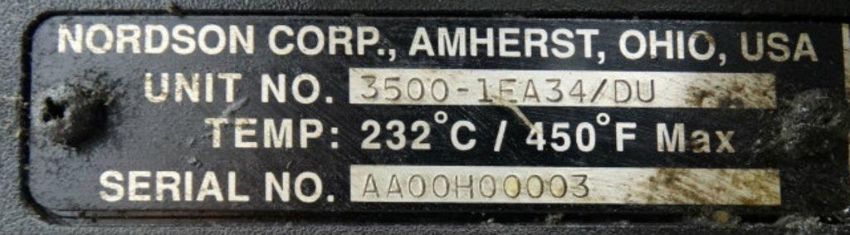 NORDSON CORP., AMHERST, OHIO, USA
UNIT NO. 3500-1EA34/DU
TEMP: 232°C / 450°F Max
SERIAL NO. AA00H00003